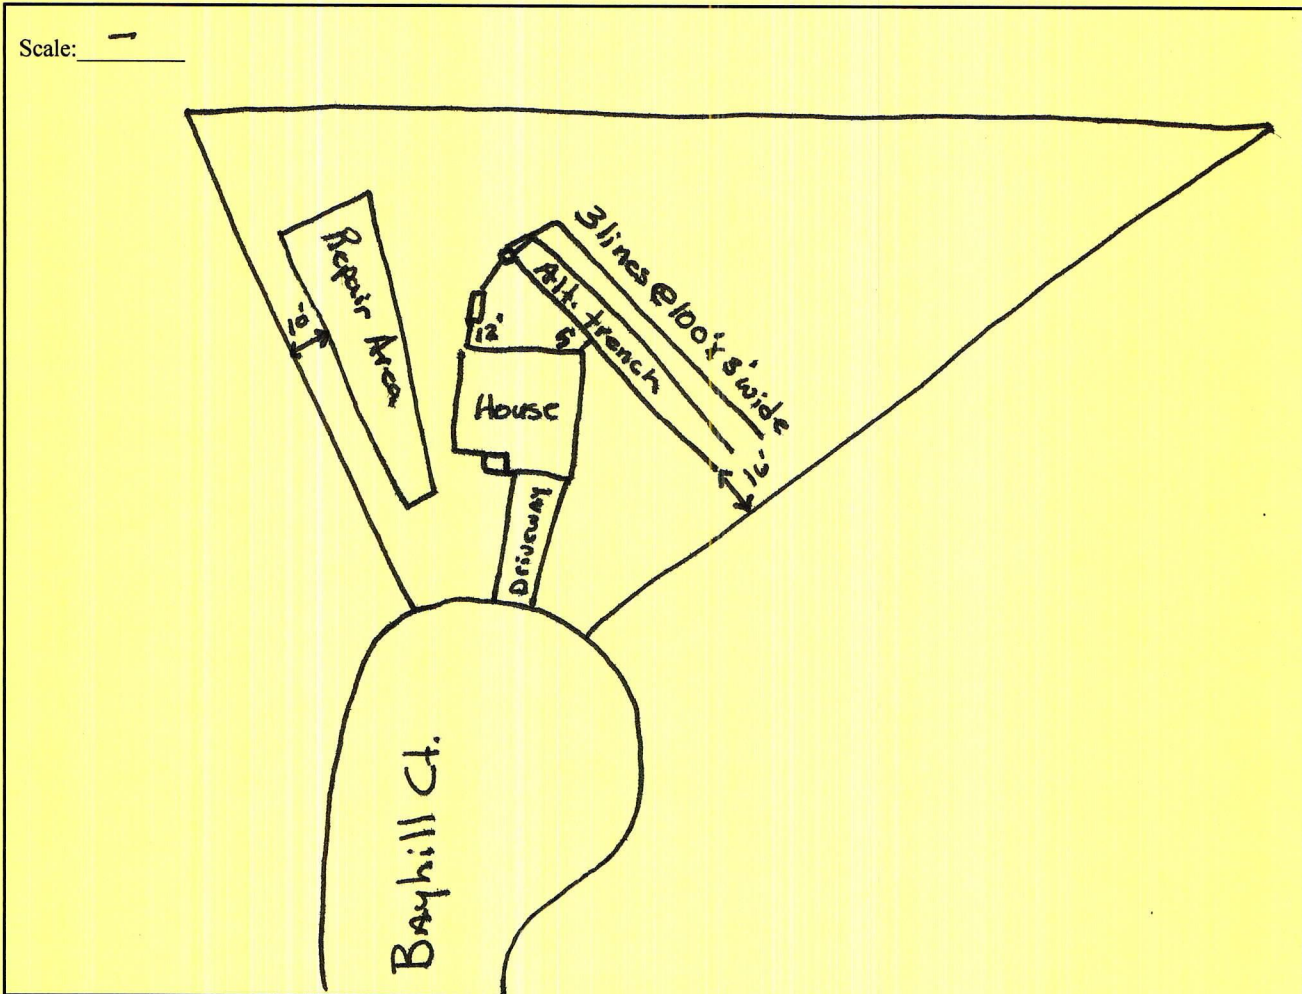 Scale: —
Repair Area
10'
3 lines @ 100' x 3' wide
Alt. trench
12'
5'
House
16'
Driveway
Bayhill Ct.